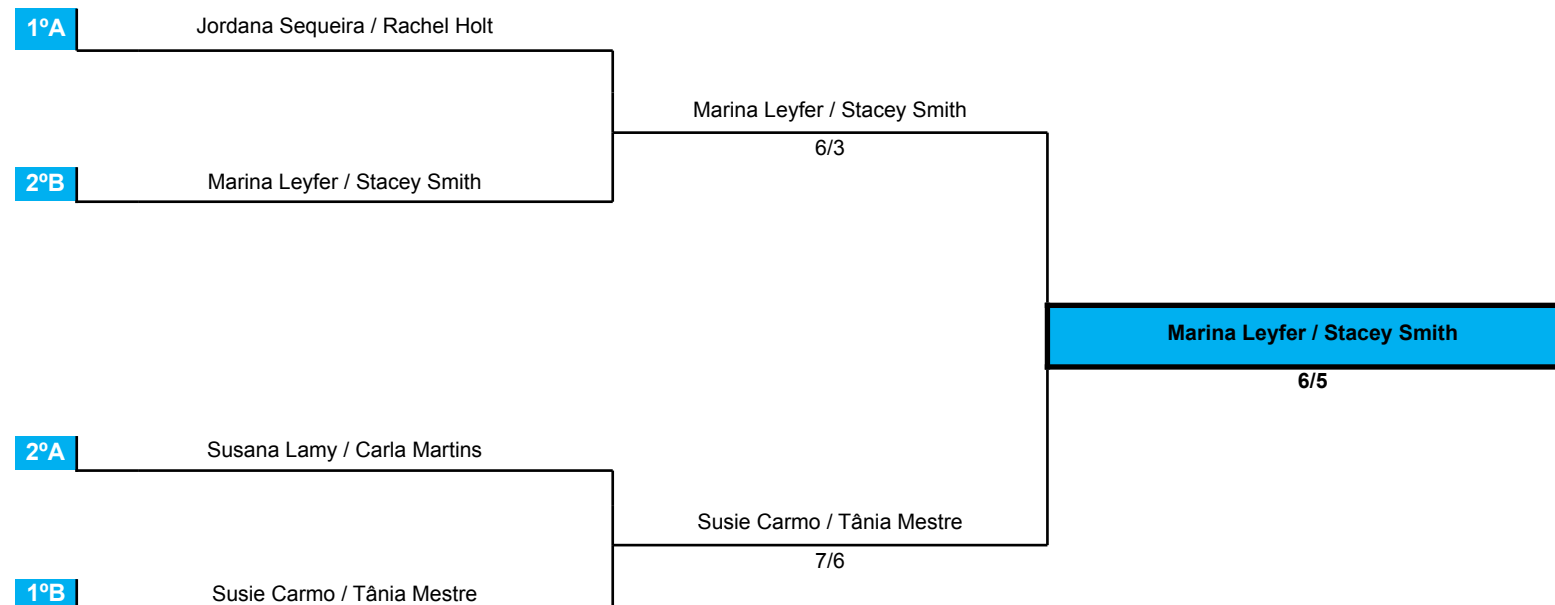 1ºA Jordana Sequeira / Rachel Holt
Marina Leyfer / Stacey Smith
6/3
2ºB Marina Leyfer / Stacey Smith
Marina Leyfer / Stacey Smith
6/5
2ºA Susana Lamy / Carla Martins
Susie Carmo / Tânia Mestre
7/6
1ºB Susie Carmo / Tânia Mestre